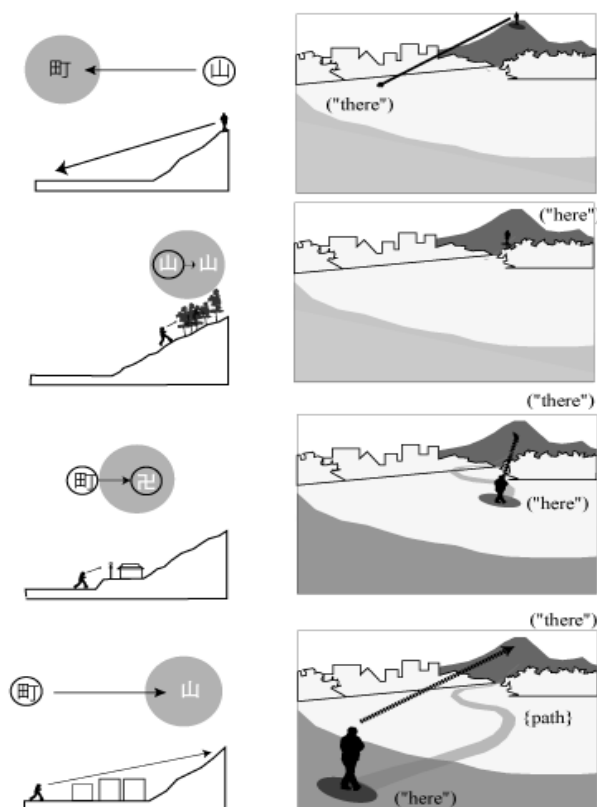 町 山
("there")
山 山
("here")
("there")
町 卍
("here")
("there")
町 山
{path}
("here")